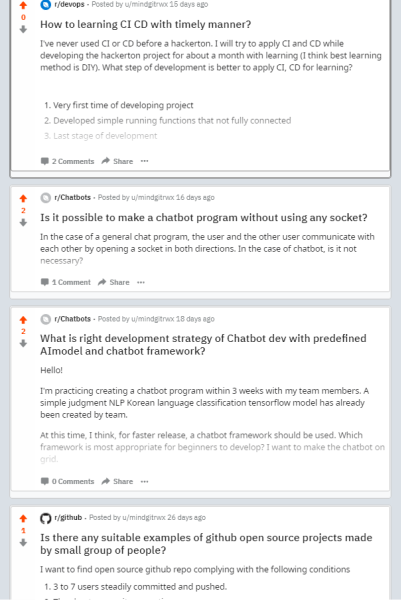 r/devops · Posted by u/mindgitrwx 15 days ago
0
How to learning CI CD with timely manner?
I've never used CI or CD before a hackerton. I will try to apply CI and CD while
developing the hackerton project for about a month with learning (I think best learning
method is DIY). What step of development is better to apply CI, CD for learning?
1. Very first time of developing project
2. Developed simple running functions that not fully connected
3. Last stage of development
2 Comments Share ...
r/Chatbots · Posted by u/mindgitrwx 16 days ago
2
Is it possible to make a chatbot program without using any socket?
In the case of a general chat program, the user and the other user communicate with
each other by opening a socket in both directions. In the case of chatbot, is it not
necessary?
1 Comment Share ...
r/Chatbots · Posted by u/mindgitrwx 18 days ago
2
What is right development strategy of Chatbot dev with predefined
AImodel and chatbot framework?
Hello!
I'm practicing creating a chatbot program within 3 weeks with my team members. A
simple judgment NLP Korean language classification tensorflow model has already
been created by team.
At this time, I think, for faster release, a chatbot framework should be used. Which
framework is most appropriate for beginners to develop? I want to make the chatbot on
grid.
0 Comments Share ...
r/github · Posted by u/mindgitrwx 26 days ago
1
Is there any suitable examples of github open source projects made
by small group of people?
I want to find open source github repo complying with the following conditions
1. 3 to 7 users steadily committed and pushed.